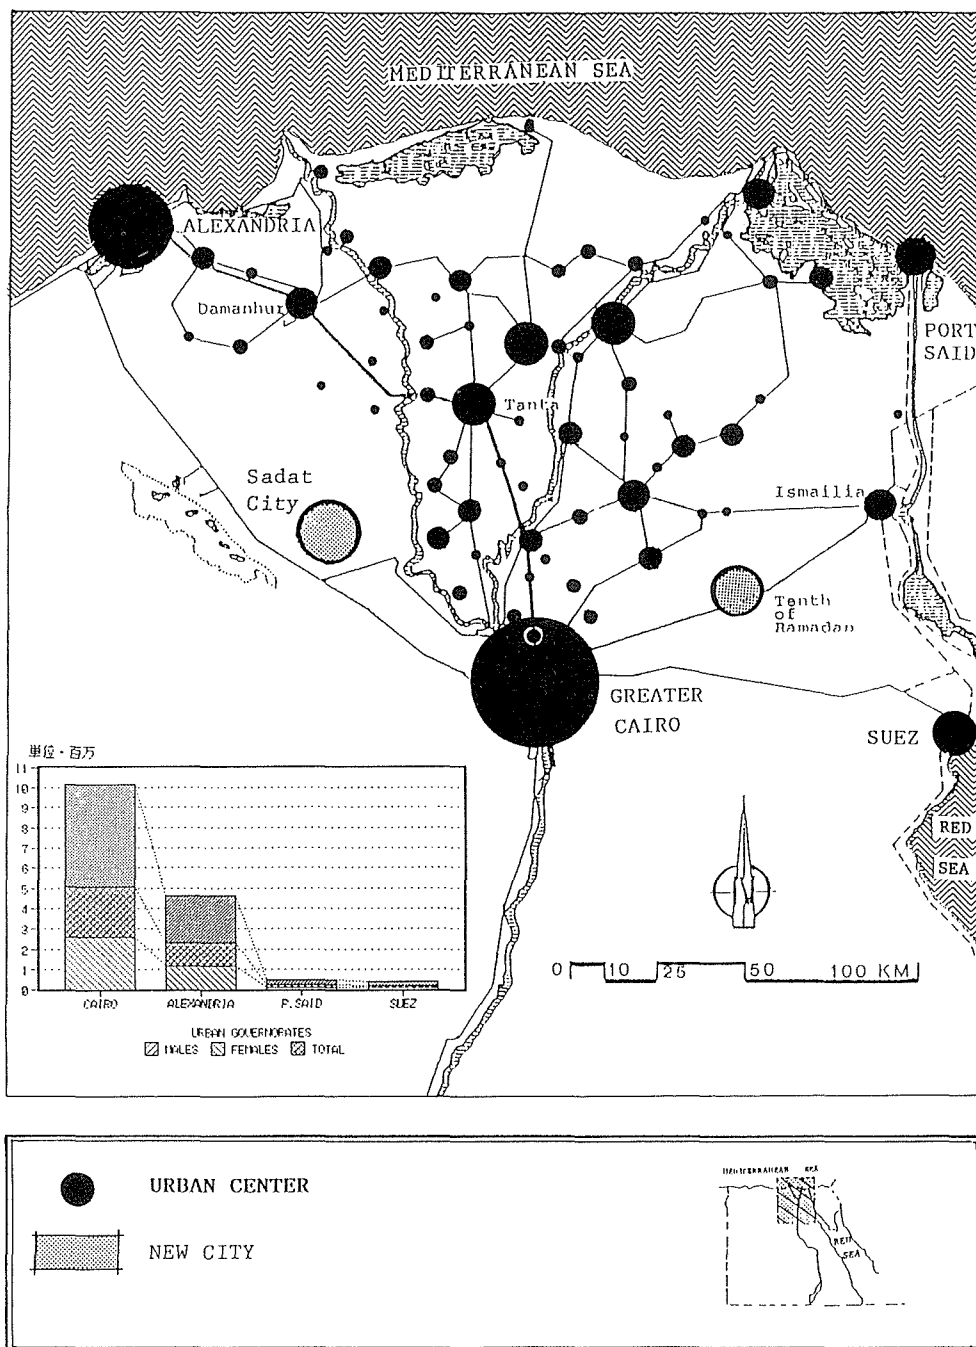 MEDITERRANEAN SEA
ALEXANDRIA
Damanhur
PORT
SAID
Tanta
Sadat
City
Ismailia
Tenth
of
Ramadan
GREATER
CAIRO
SUEZ
RED
SEA
単位・百万
11
10
9
8
7
6
5
4
3
2
1
0
CAIRO ALEXANDRIA P.SAID SUEZ
URBAN GOVERNORATES
MALES FEMALES TOTAL
0 10 25 50 100 KM
URBAN CENTER
NEW CITY
MEDITERRANEAN SEA
RED
SEA